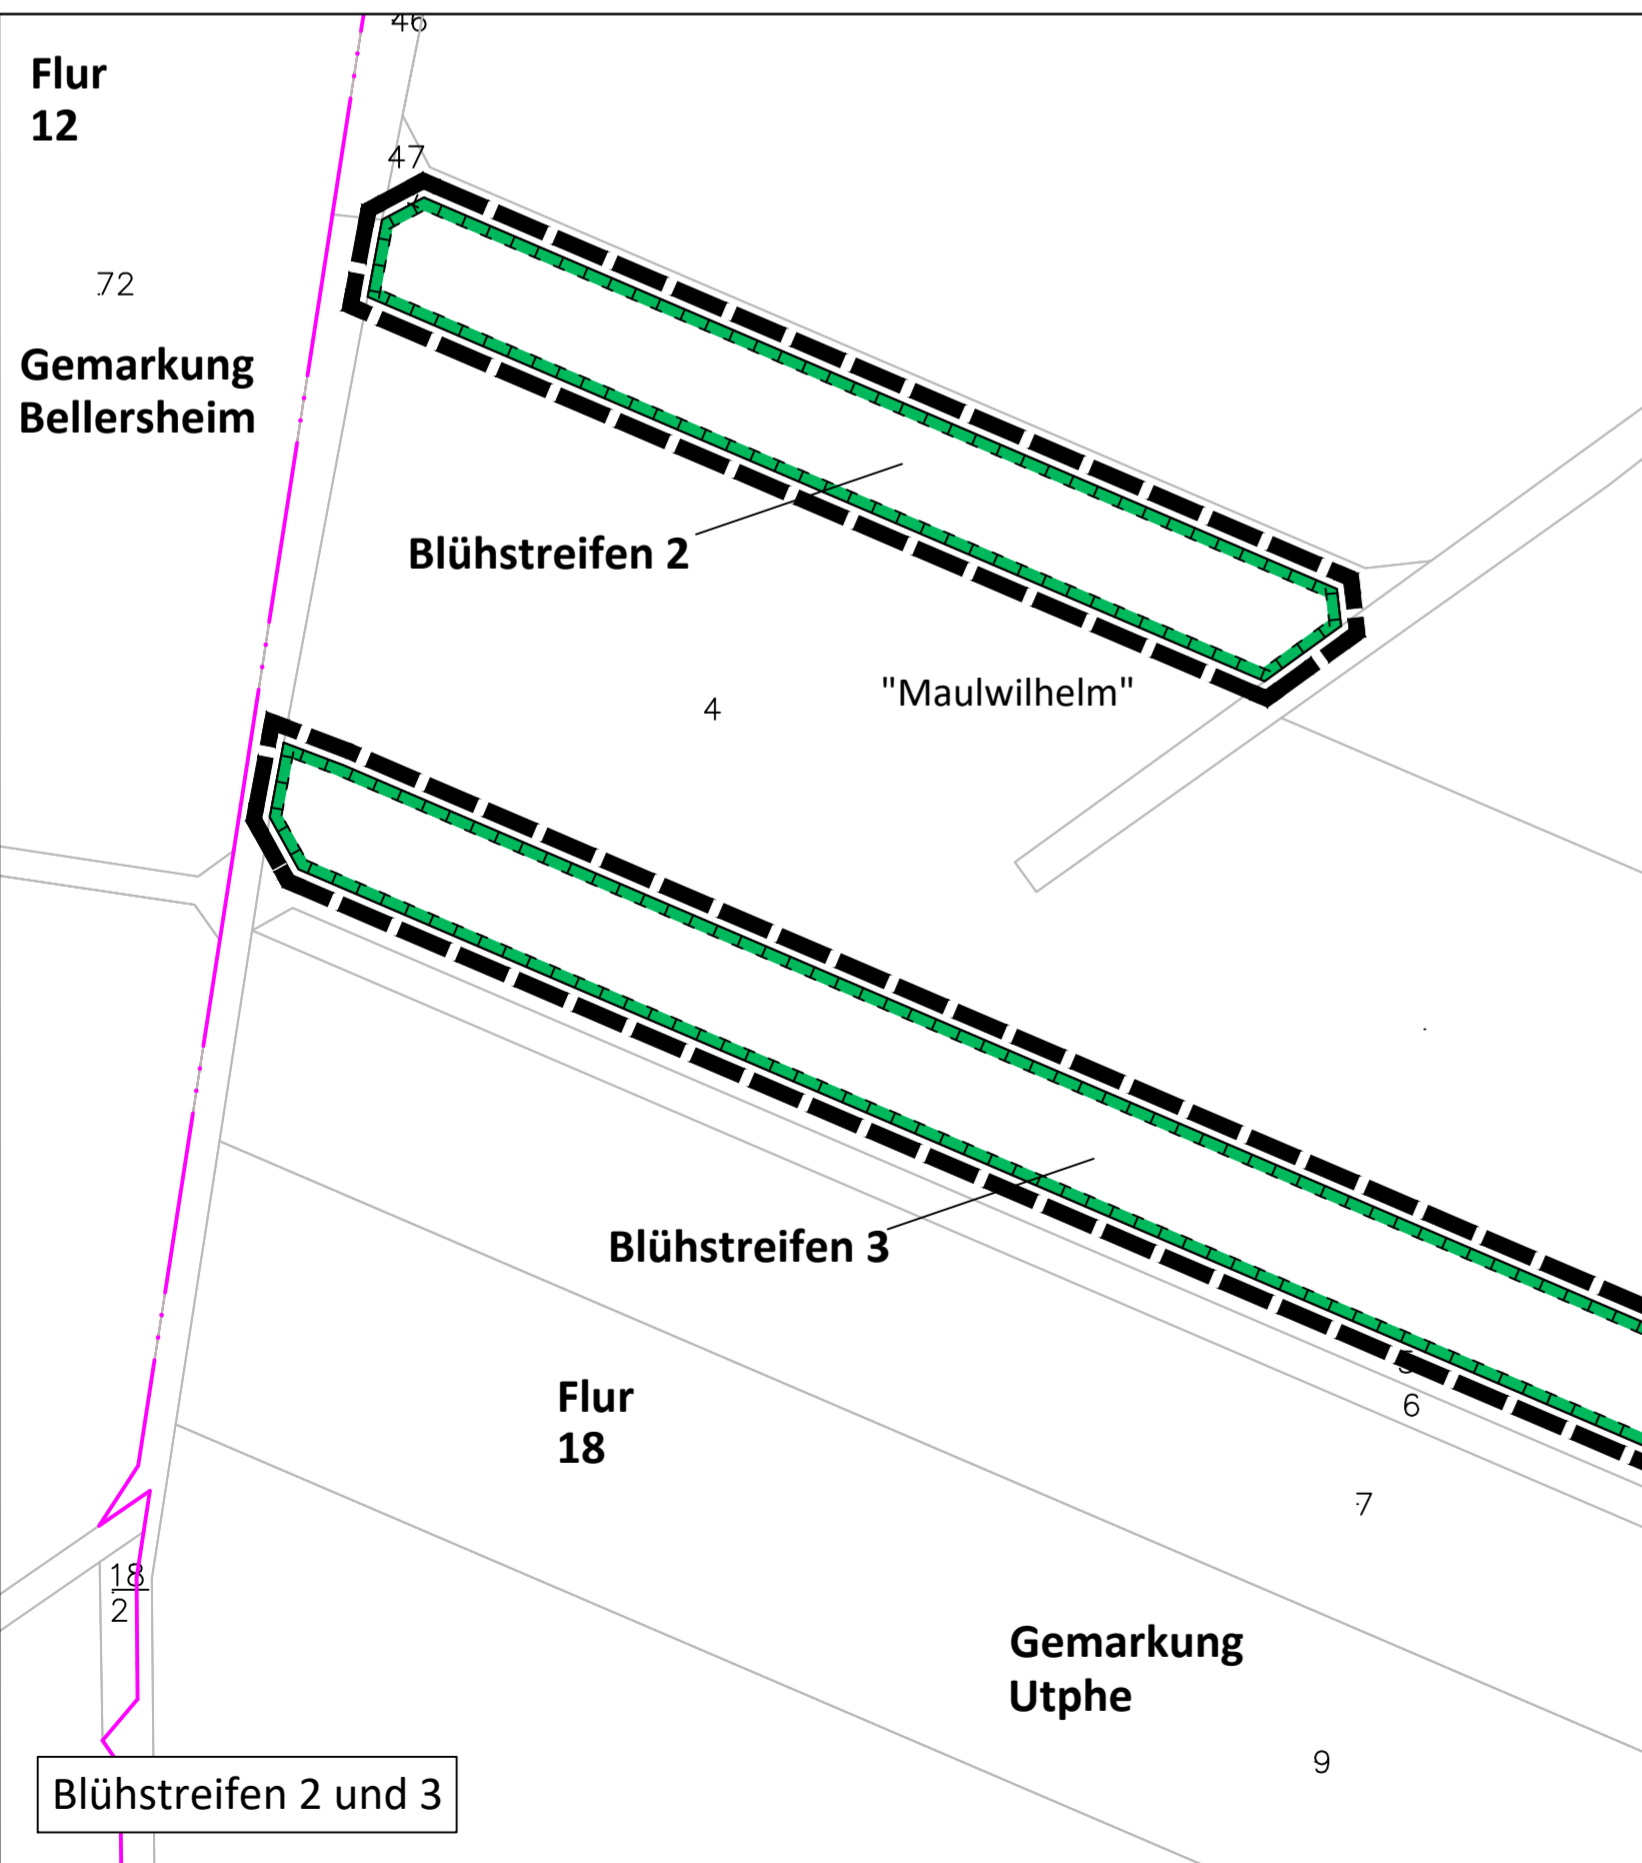 46
Flur
12
47
72
Gemarkung
Bellersheim
Blühstreifen 2
"Maulwilhelm"
4
Blühstreifen 3
5
6
Flur
18
7
18
2
Gemarkung
Utphe
9
Blühstreifen 2 und 3